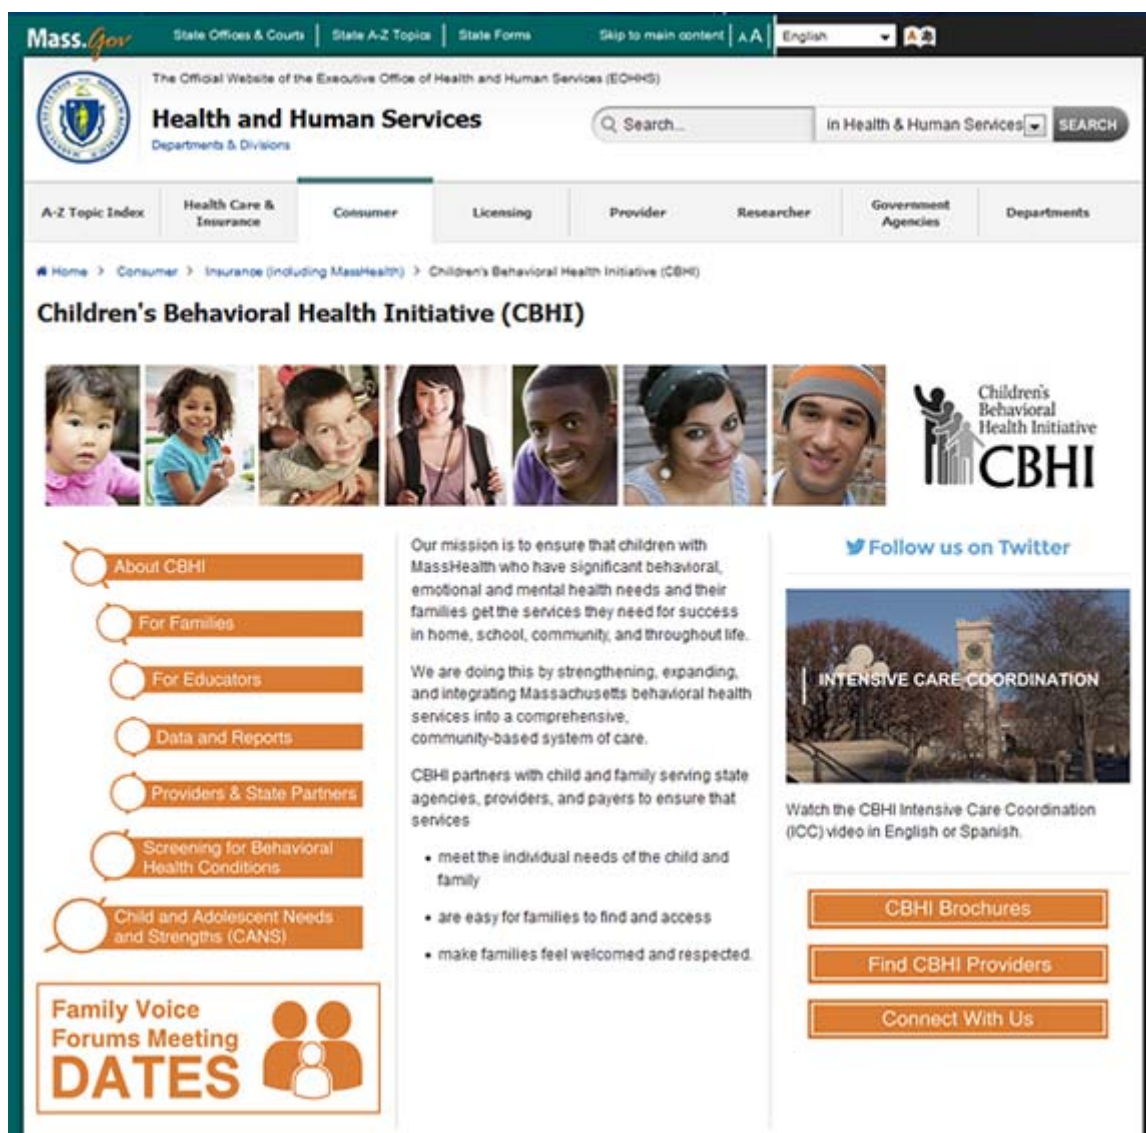 Mass.Gov State Offices & Courts State A-Z Topics State Forms Skip to main content A A English
The Official Website of the Executive Office of Health and Human Services (EOHHS)
Health and Human Services
Departments & Divisions
Search... in Health & Human Services SEARCH
A-Z Topic Index
Health Care &
Insurance
Consumer
Licensing
Provider
Researcher
Government
Agencies
Departments
Home > Consumer > Insurance (including MassHealth) > Children's Behavioral Health Initiative (CBHI)
Children's Behavioral Health Initiative (CBHI)
Children's
Behavioral
Health Initiative
CBHI
About CBHI
For Families
For Educators
Data and Reports
Providers & State Partners
Screening for Behavioral
Health Conditions
Child and Adolescent Needs
and Strengths (CANS)
Family Voice
Forums Meeting
DATES
Our mission is to ensure that children with
MassHealth who have significant behavioral,
emotional and mental health needs and their
families get the services they need for success
in home, school, community, and throughout life.
We are doing this by strengthening, expanding,
and integrating Massachusetts behavioral health
services into a comprehensive,
community-based system of care.
CBHI partners with child and family serving state
agencies, providers, and payers to ensure that
services
• meet the individual needs of the child and
family
• are easy for families to find and access
• make families feel welcomed and respected.
Follow us on Twitter
INTENSIVE CARE COORDINATION
Watch the CBHI Intensive Care Coordination
(ICC) video in English or Spanish.
CBHI Brochures
Find CBHI Providers
Connect With Us